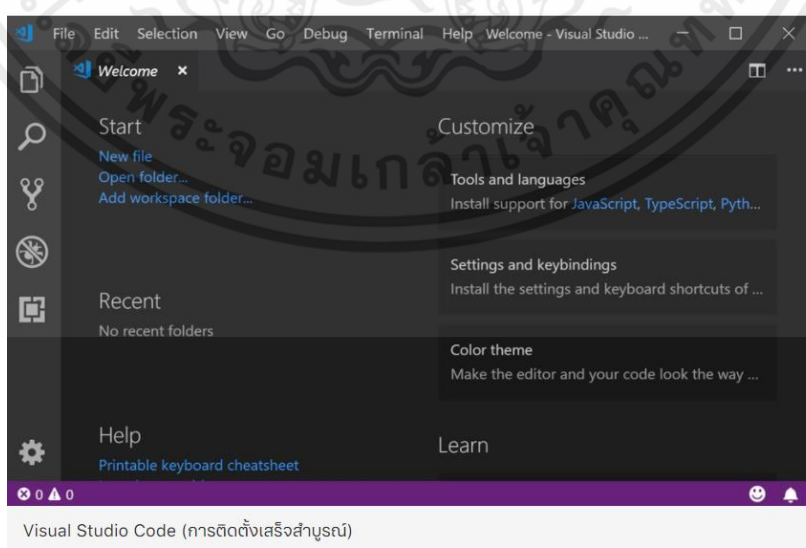 File Edit Selection View Go Debug Terminal Help Welcome - Visual Studio ...
Welcome
Start
New file
Open folder...
Add workspace folder...
Recent
No recent folders
Help
Printable keyboard cheatsheet
Customize
Tools and languages
Install support for JavaScript, TypeScript, Pyth...
Settings and keybindings
Install the settings and keyboard shortcuts of ...
Color theme
Make the editor and your code look the way ...
Learn
0 0
Visual Studio Code (การติดตั้งเสร็จสำบูรณ์)